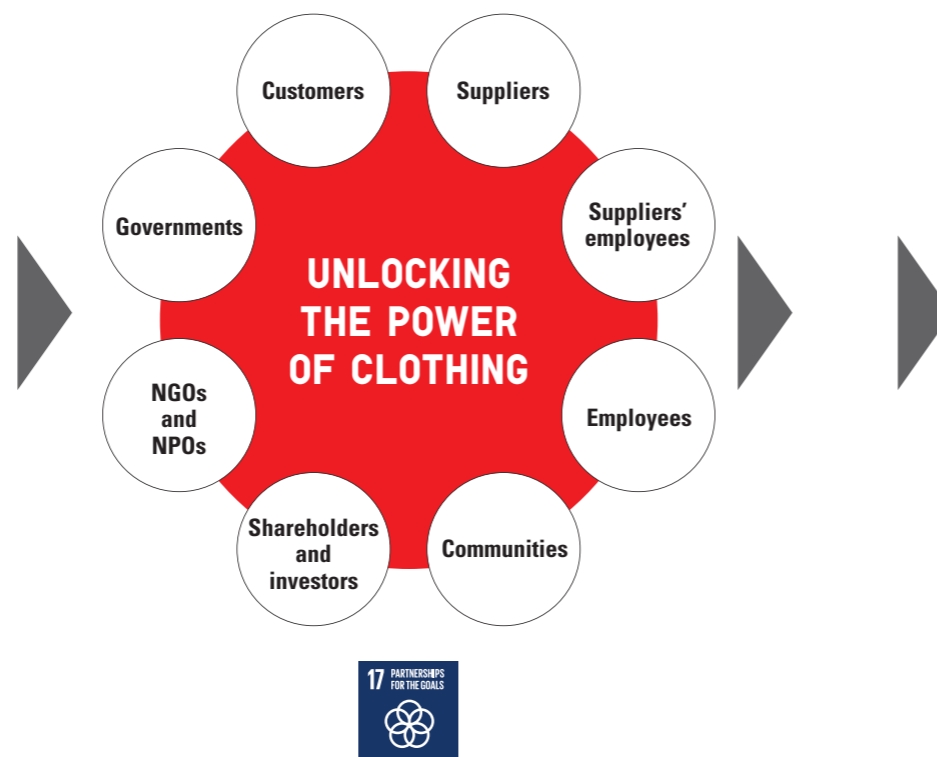 Customers
Suppliers
Governments
Suppliers’
employees
UNLOCKING
THE POWER
OF CLOTHING
NGOs
and
NPOs
Employees
Shareholders
and
investors
Communities
17 PARTNERSHIPS
FOR THE GOALS